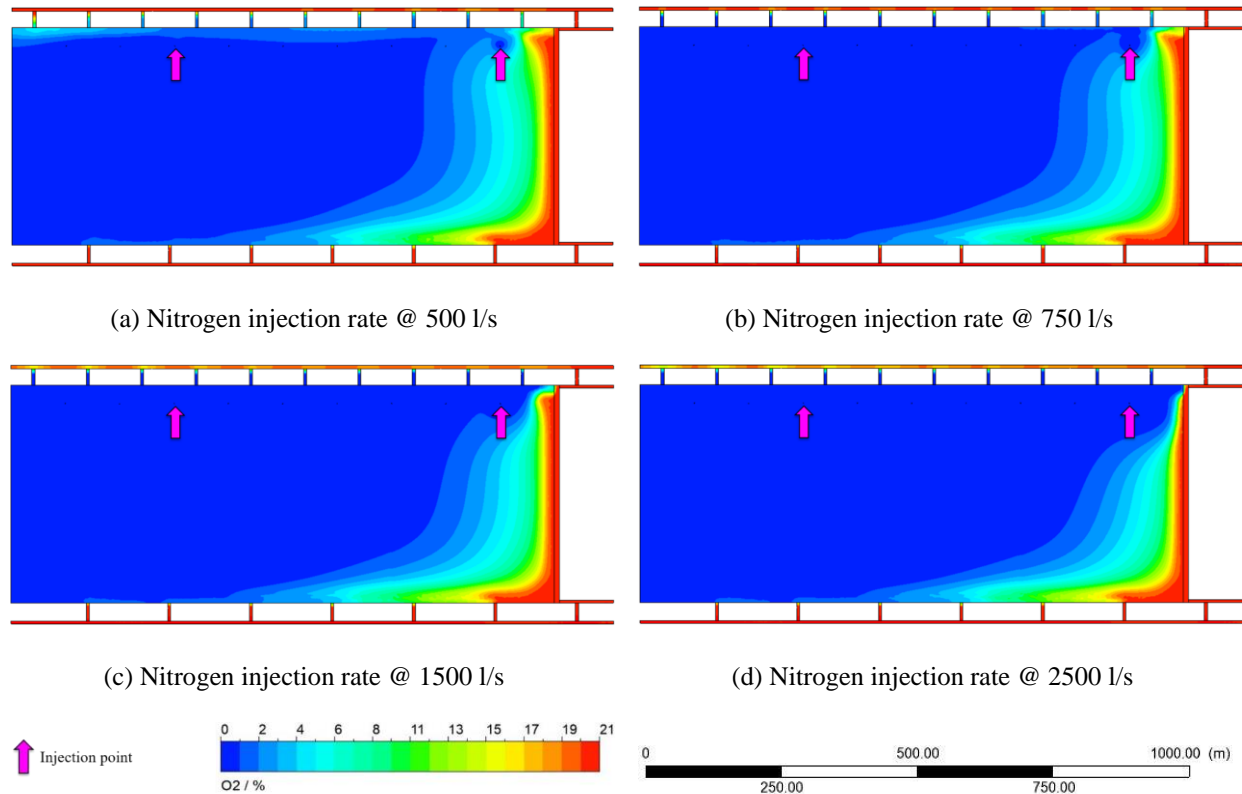 (a) Nitrogen injection rate @ 500 l/s
(b) Nitrogen injection rate @ 750 l/s
(c) Nitrogen injection rate @ 1500 l/s
(d) Nitrogen injection rate @ 2500 l/s
Injection point
0 2 4 6 8 11 13 15 17 19 21
O2 / %
0 500.00 1000.00 (m)
250.00 750.00